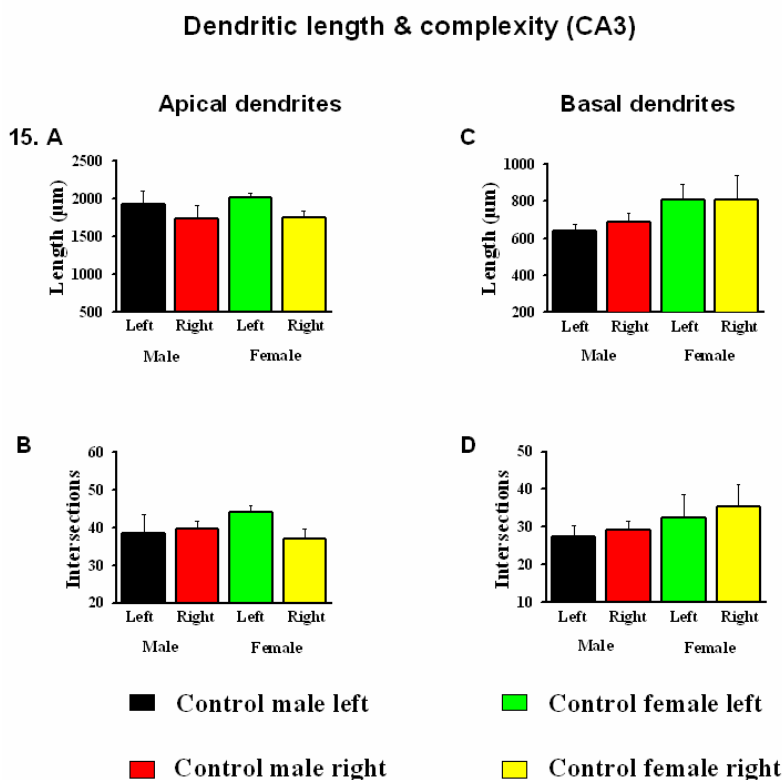 Dendritic length & complexity (CA3)
Apical dendrites
15. A
Length (µm)
2500
2000
1500
1000
500
Left Right Left Right
Male Female
Basal dendrites
C
Length (µm)
1000
800
600
400
200
Left Right Left Right
Male Female
B
Intersections
60
50
40
30
20
Left Right Left Right
Male Female
D
Intersections
50
40
30
20
10
Left Right Left Right
Male Female
Control male left
Control female left
Control male right
Control female right